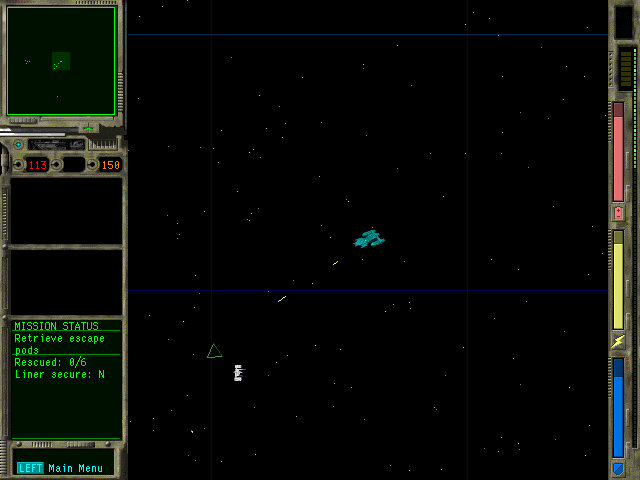 113
150
MISSION STATUS
Retrieve escape
pods
Rescued: 0/6
Liner secure: N
LEFT Main Menu